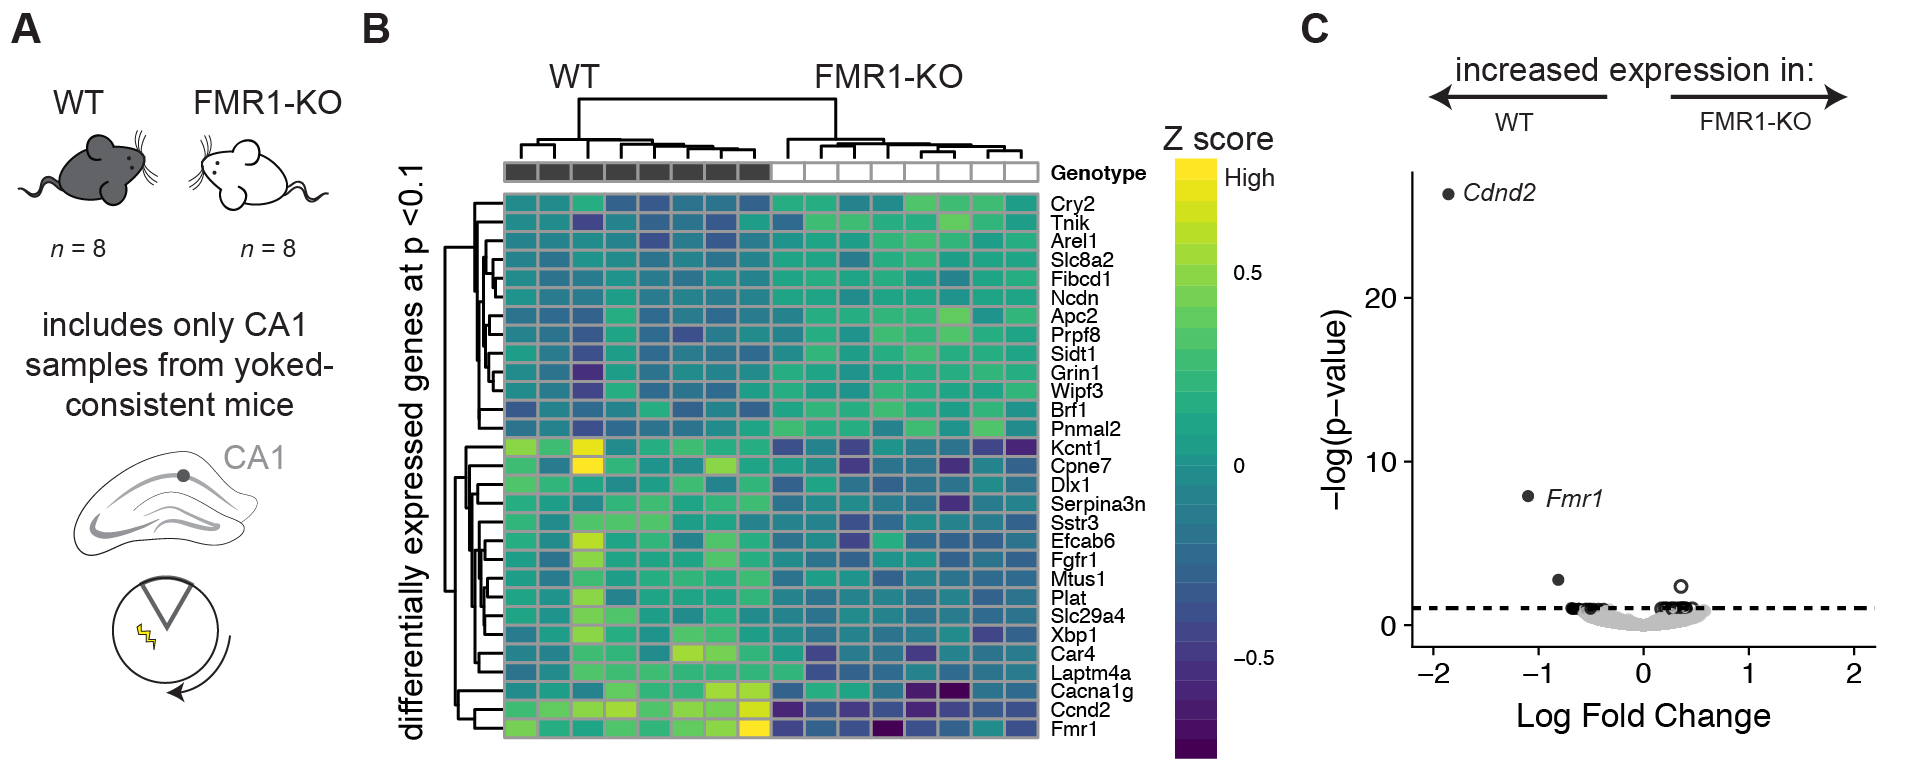 A
WT FMR1-KO
n = 8 n = 8
includes only CA1
samples from yoked-
consistent mice
CA1
B
WT FMR1-KO
differentially expressed genes at p <0.1
Genotype
Cry2
Tnik
Arel1
Slc8a2
Fibcd1
Ncdn
Apc2
Prpf8
Sidt1
Grin1
Wipf3
Brf1
Pnmal2
Kcnt1
Cpne7
Dlx1
Serpina3n
Sstr3
Efcab6
Fgfr1
Mtus1
Plat
Slc29a4
Xbp1
Car4
Laptm4a
Cacna1g
Ccnd2
Fmr1
Z score
High
0.5
0
−0.5
C
increased expression in:
WT FMR1-KO
Cdnd2
Fmr1
−log(p−value)
20
10
0
−2 −1 0 1 2
Log Fold Change